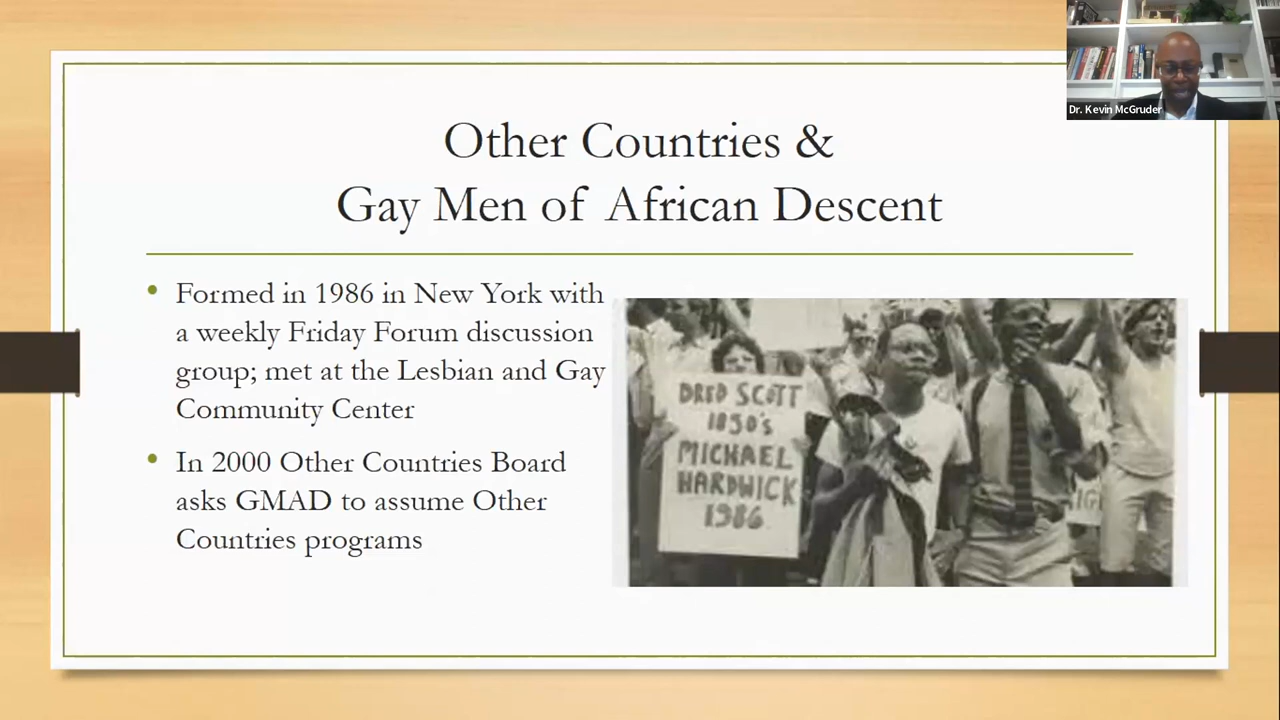 Dr. Kevin McGruder
Other Countries &
Gay Men of African Descent
• Formed in 1986 in New York with
a weekly Friday Forum discussion
group; met at the Lesbian and Gay
Community Center
• In 2000 Other Countries Board
asks GMAD to assume Other
Countries programs
DRED SCOTT
1850's
MICHAEL
HARDWICK
1986